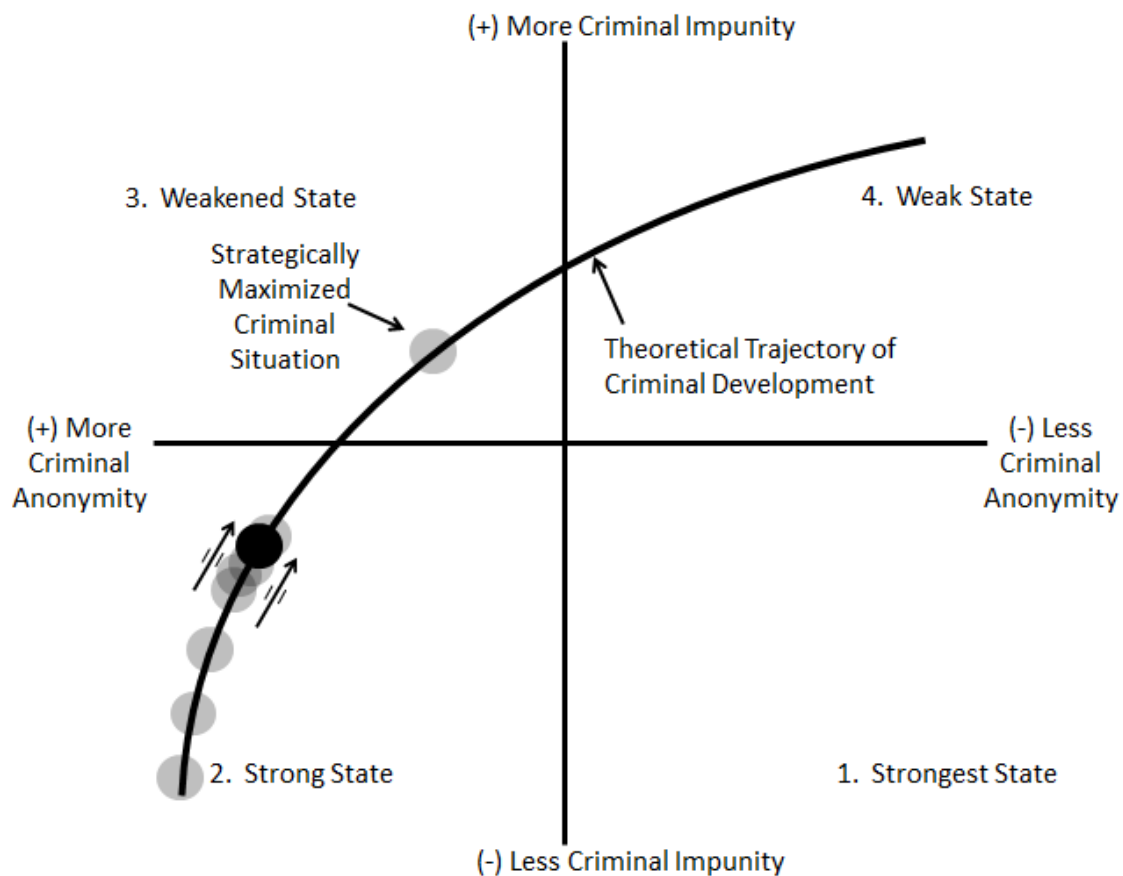 (+) More Criminal Impunity
3. Weakened State
4. Weak State
Strategically
Maximized
Criminal
Situation
Theoretical Trajectory of
Criminal Development
(+) More
Criminal
Anonymity
(-) Less
Criminal
Anonymity
2. Strong State
1. Strongest State
(-) Less Criminal Impunity